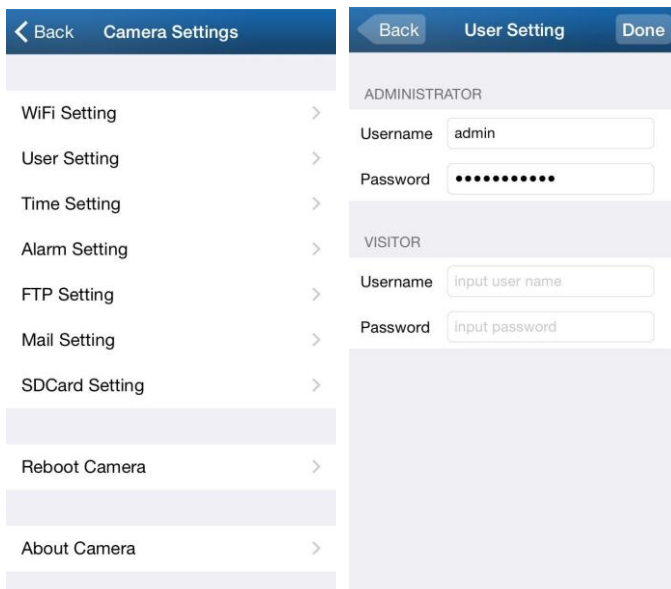 Back Camera Settings
WiFi Setting
User Setting
Time Setting
Alarm Setting
FTP Setting
Mail Setting
SDCard Setting
Reboot Camera
About Camera
Back User Setting Done
ADMINISTRATOR
Username admin
Password •••••••••••
VISITOR
Username input user name
Password input password